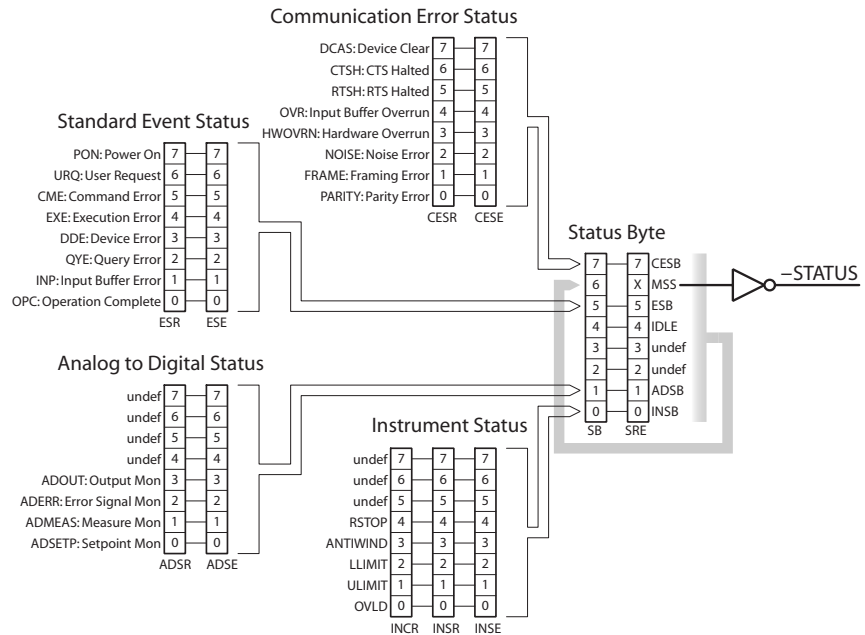 Communication Error Status
DCAS: Device Clear 7 7
CTSH: CTS Halted 6 6
RTSH: RTS Halted 5 5
OVR: Input Buffer Overrun 4 4
HWOVRN: Hardware Overrun 3 3
NOISE: Noise Error 2 2
FRAME: Framing Error 1 1
PARITY: Parity Error 0 0
CESR CESE
Standard Event Status
PON: Power On 7 7
URQ: User Request 6 6
CME: Command Error 5 5
EXE: Execution Error 4 4
DDE: Device Error 3 3
QYE: Query Error 2 2
INP: Input Buffer Error 1 1
OPC: Operation Complete 0 0
ESR ESE
Status Byte
7 7 CESB
6 X MSS
5 5 ESB
4 4 IDLE
3 3 undef
2 2 undef
1 1 ADSB
0 0 INSB
SB SRE
–STATUS
Analog to Digital Status
undef 7 7
undef 6 6
undef 5 5
undef 4 4
ADOUT: Output Mon 3 3
ADERR: Error Signal Mon 2 2
ADMEAS: Measure Mon 1 1
ADSETP: Setpoint Mon 0 0
ADSR ADSE
Instrument Status
undef 7 7 7
undef 6 6 6
undef 5 5 5
RSTOP 4 4 4
ANTIWIND 3 3 3
LLIMIT 2 2 2
ULIMIT 1 1 1
OVLD 0 0 0
INCR INSR INSE